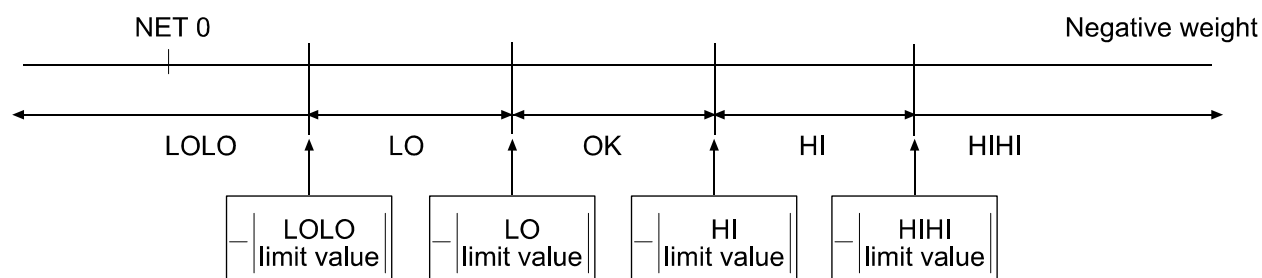 NET 0
Negative weight
LOLO
LO
OK
HI
HIHI
− | LOLO limit value |
− | LO limit value |
− | HI limit value |
− | HIHI limit value |